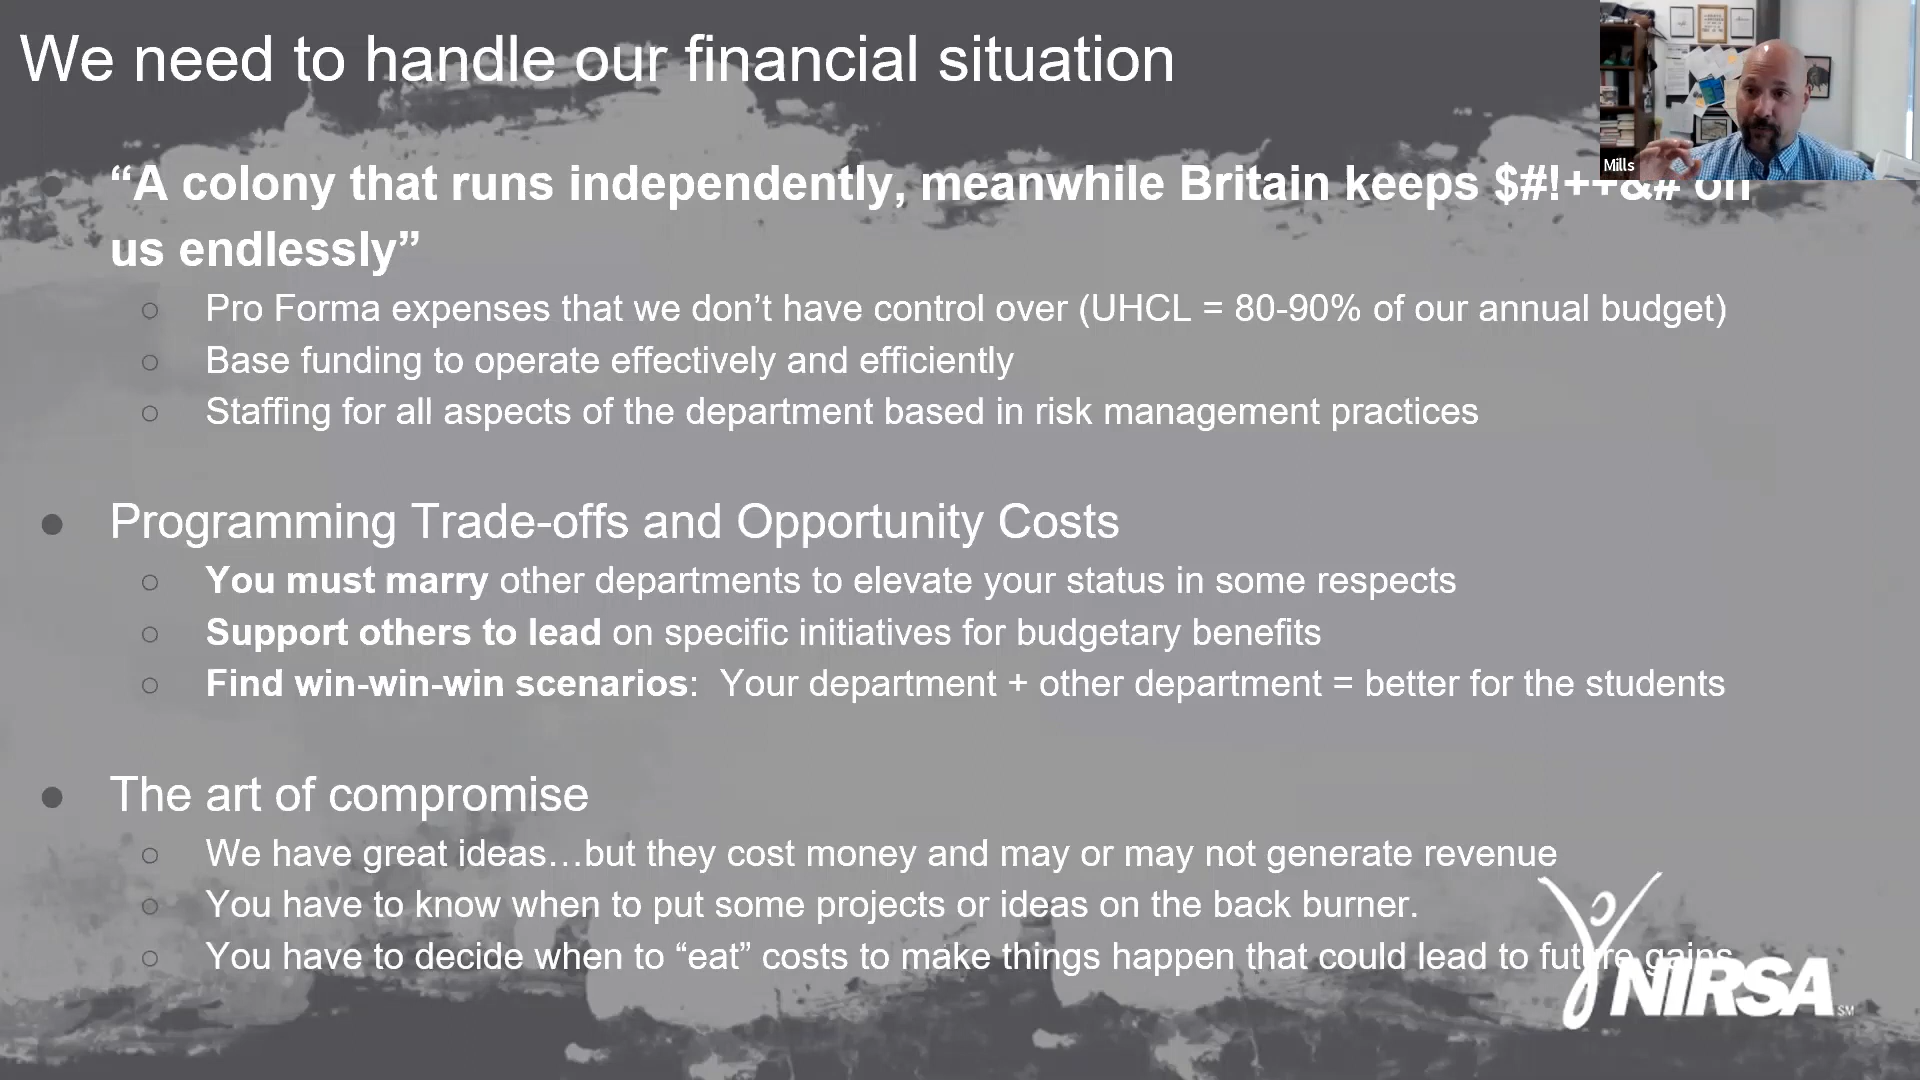 We need to handle our financial situation
Mills
“A colony that runs independently, meanwhile Britain keeps $#!++&# on
us endlessly”
Pro Forma expenses that we don’t have control over (UHCL = 80-90% of our annual budget)
Base funding to operate effectively and efficiently
Staffing for all aspects of the department based in risk management practices
Programming Trade-offs and Opportunity Costs
You must marry other departments to elevate your status in some respects
Support others to lead on specific initiatives for budgetary benefits
Find win-win-win scenarios:  Your department + other department = better for the students
The art of compromise
We have great ideas…but they cost money and may or may not generate revenue
You have to know when to put some projects or ideas on the back burner.
You have to decide when to “eat” costs to make things happen that could lead to future gains
NIRSA SM